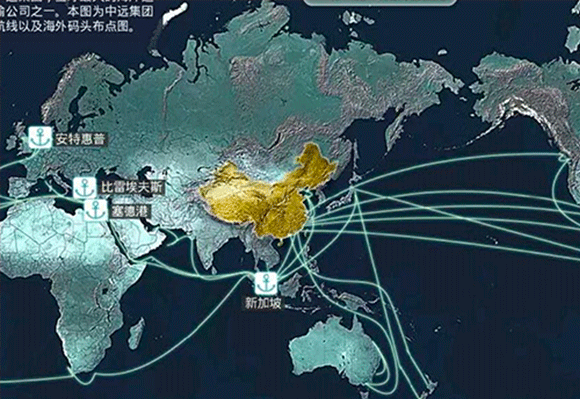 输公司之一。本图为中远集团
航线以及海外码头布点图。
安特惠普
比雷埃夫斯
塞德港
新加坡